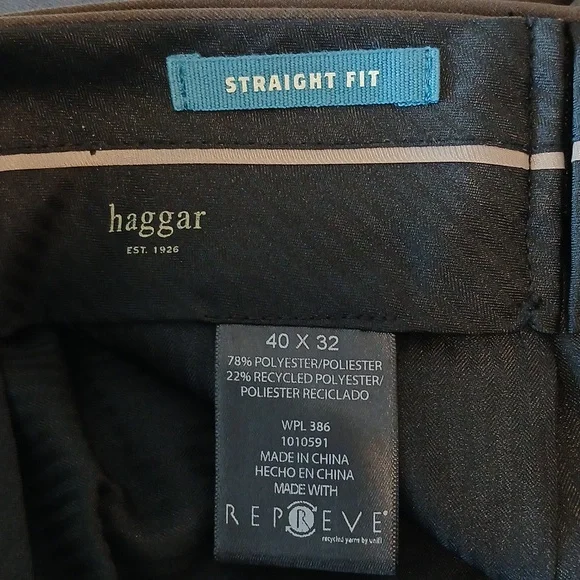 STRAIGHT FIT
haggar
EST. 1926
40 X 32
78% POLYESTER/POLIESTER
22% RECYCLED POLYESTER/
POLIESTER RECICLADO
WPL 386
1010591
MADE IN CHINA
HECHO EN CHINA
MADE WITH
REPREVE®
recycled yarns by unifi